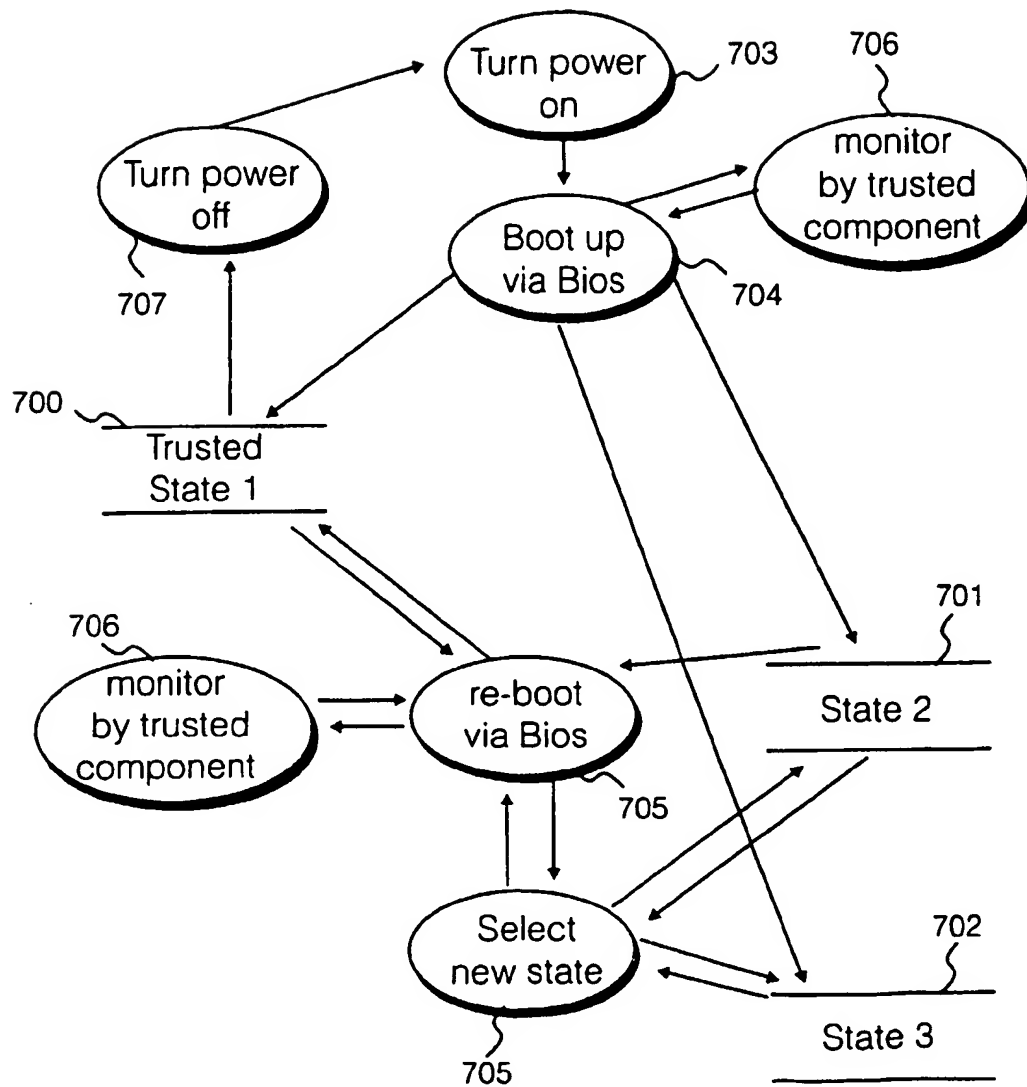 Turn power
on
703
706
monitor
by trusted
component
Turn power
off
707
Boot up
via Bios
704
700
Trusted
State 1
701
State 2
706
monitor
by trusted
component
re-boot
via Bios
705
Select
new state
705
702
State 3